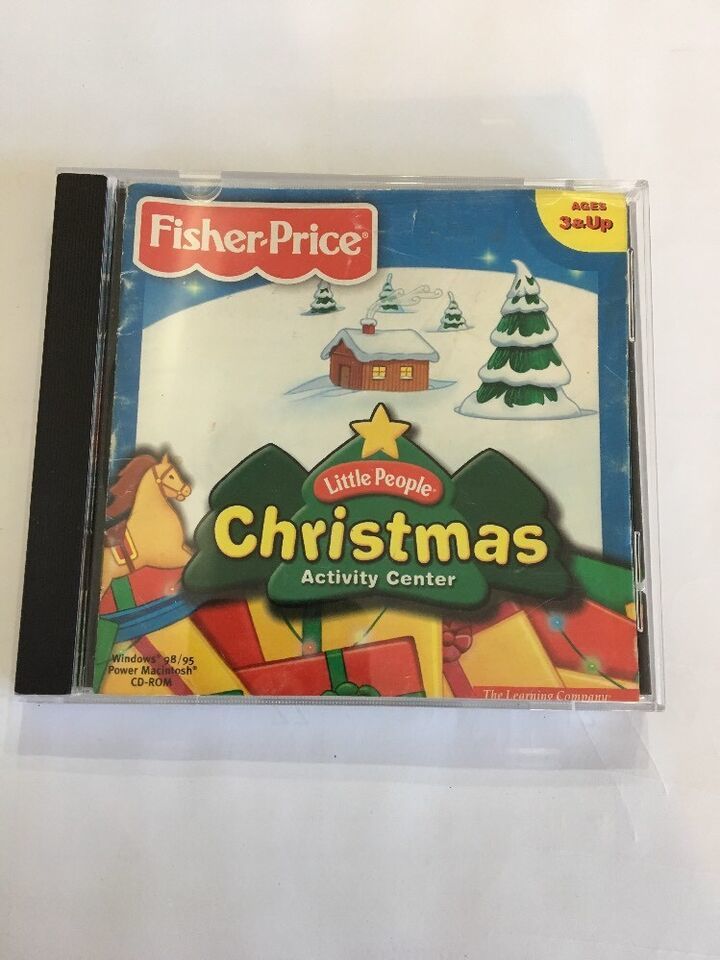 Fisher-Price®
AGES
3 & Up
Little People®
Christmas
Activity Center
Windows® 98/95
Power Macintosh®
CD-ROM
The Learning Company®